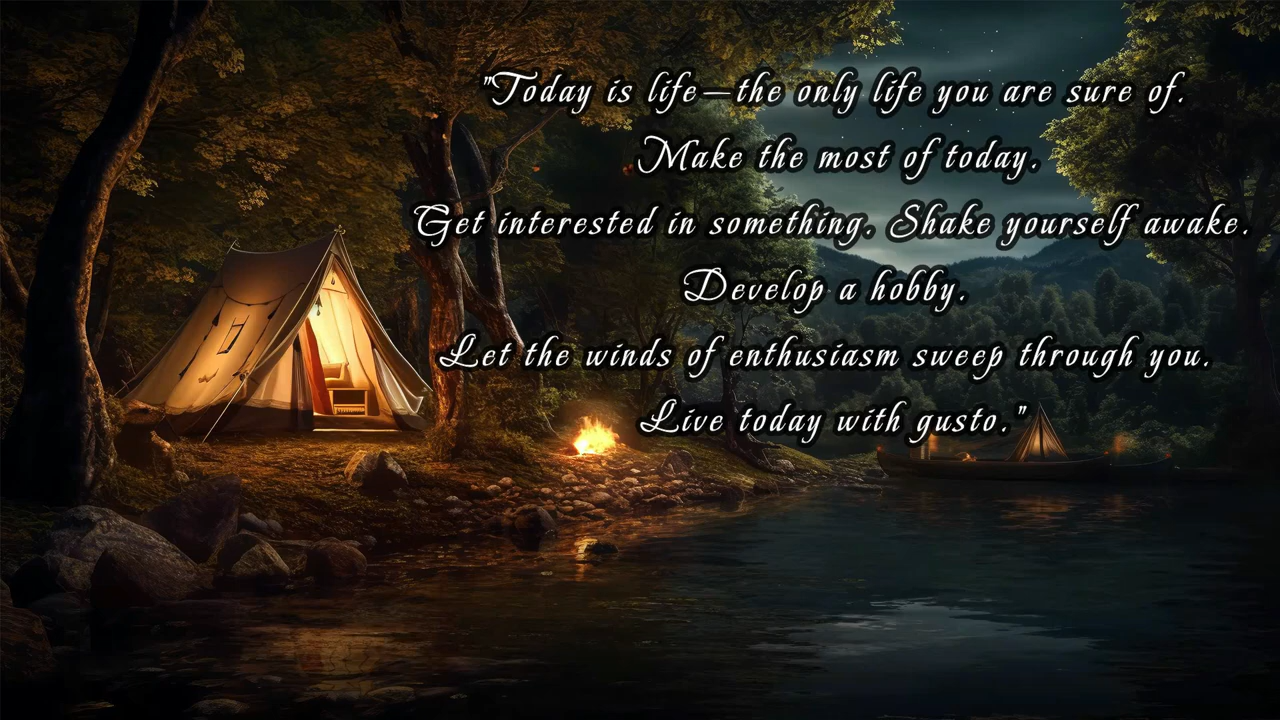 "Today is life—the only life you are sure of.
Make the most of today.
Get interested in something. Shake yourself awake.
Develop a hobby.
Let the winds of enthusiasm sweep through you.
Live today with gusto."